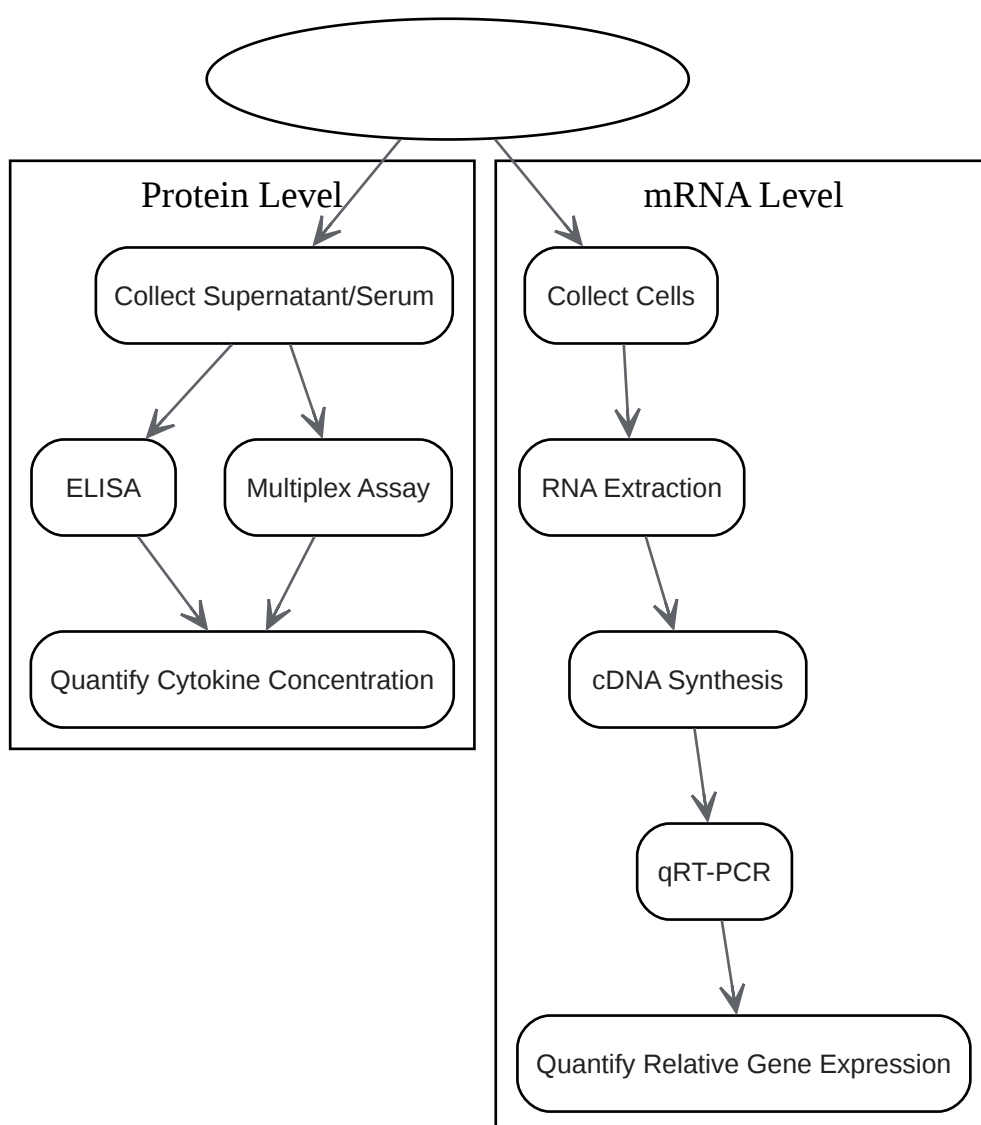 Protein Level
Collect Supernatant/Serum
ELISA
Multiplex Assay
Quantify Cytokine Concentration
mRNA Level
Collect Cells
RNA Extraction
cDNA Synthesis
qRT-PCR
Quantify Relative Gene Expression